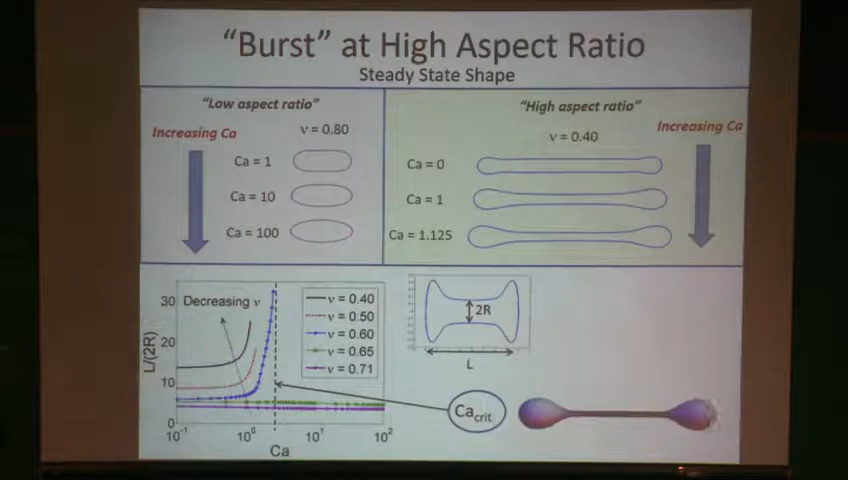 “Burst” at High Aspect Ratio
Steady State Shape
“Low aspect ratio”
Increasing Ca
ν = 0.80
Ca = 1
Ca = 10
Ca = 100
“High aspect ratio”
Increasing Ca
ν = 0.40
Ca = 0
Ca = 1
Ca = 1.125
L/(2R)
30
20
10
0
Decreasing ν
ν = 0.40
ν = 0.50
ν = 0.60
ν = 0.65
ν = 0.71
10⁻¹
10⁰
10¹
10²
Ca
2R
L
Ca_crit